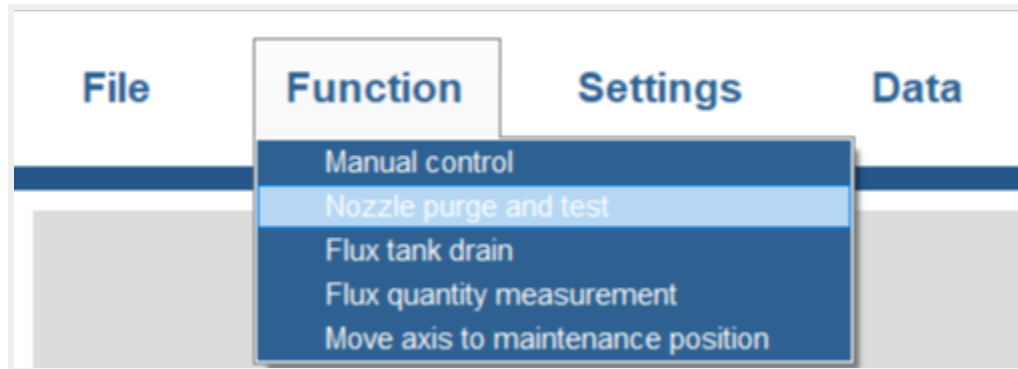 File Function Settings Data
Manual control
Nozzle purge and test
Flux tank drain
Flux quantity measurement
Move axis to maintenance position